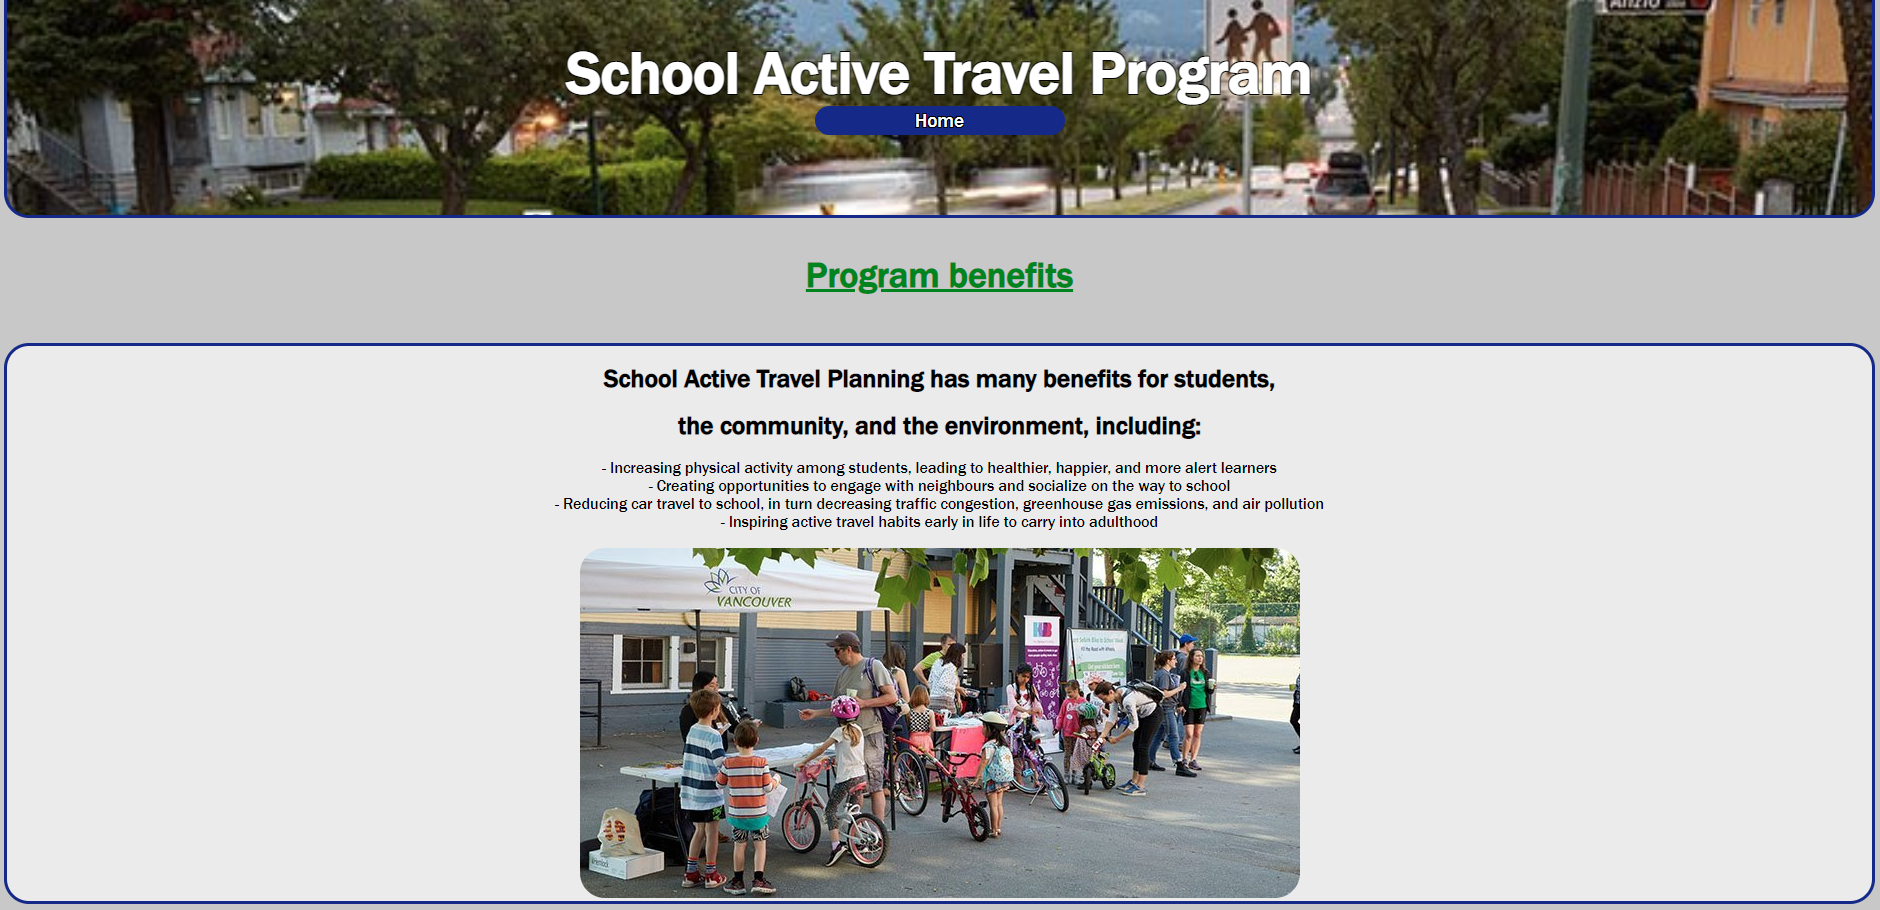 Anzio
School Active Travel Program
Home
Program benefits
School Active Travel Planning has many benefits for students,
the community, and the environment, including:
- Increasing physical activity among students, leading to healthier, happier, and more alert learners
- Creating opportunities to engage with neighbours and socialize on the way to school
- Reducing car travel to school, in turn decreasing traffic congestion, greenhouse gas emissions, and air pollution
- Inspiring active travel habits early in life to carry into adulthood
CITY OF
VANCOUVER
HUB